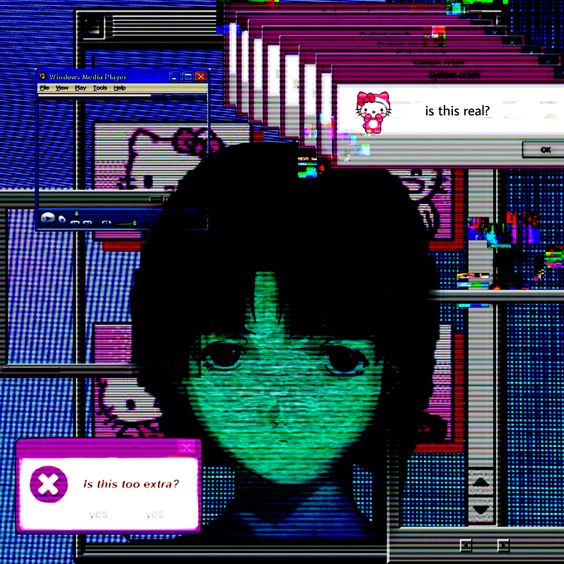 System crash
System crash
is this real?
OK
Windows Media Player
File View Play Tools Help
Is this too extra?
yes yes